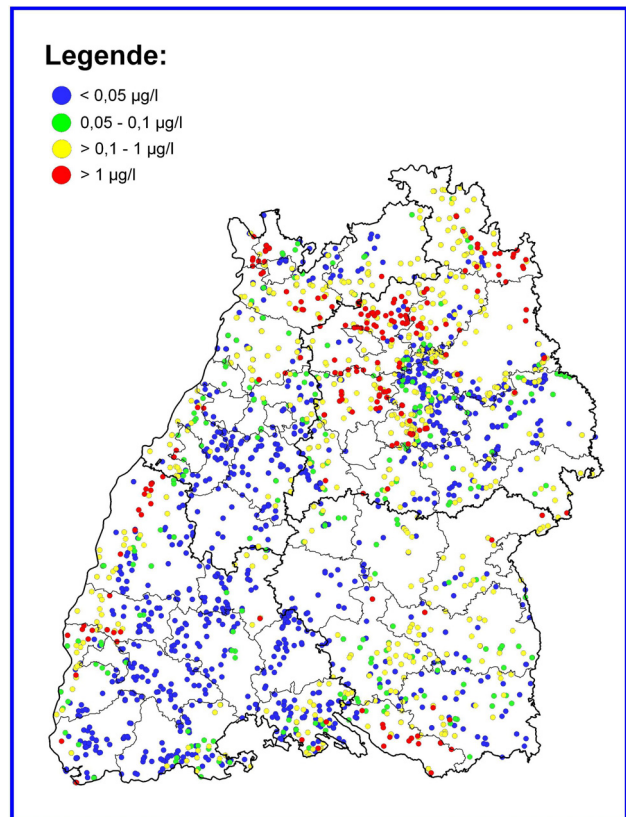 Legende:
< 0,05 µg/l
0,05 - 0,1 µg/l
> 0,1 - 1 µg/l
> 1 µg/l